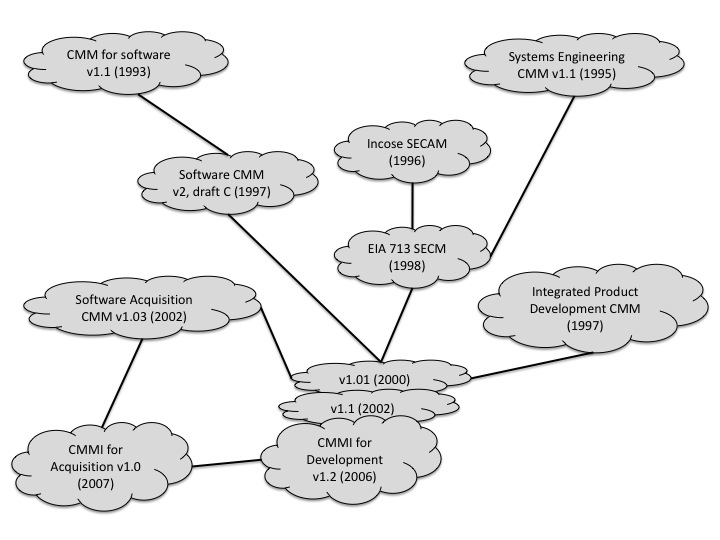 CMM for software
v1.1 (1993)
Systems Engineering
CMM v1.1 (1995)
Incose SECAM
(1996)
Software CMM
v2, draft C (1997)
EIA 713 SECM
(1998)
Software Acquisition
CMM v1.03 (2002)
Integrated Product
Development CMM
(1997)
v1.01 (2000)
v1.1 (2002)
CMMI for
Acquisition v1.0
(2007)
CMMI for
Development
v1.2 (2006)